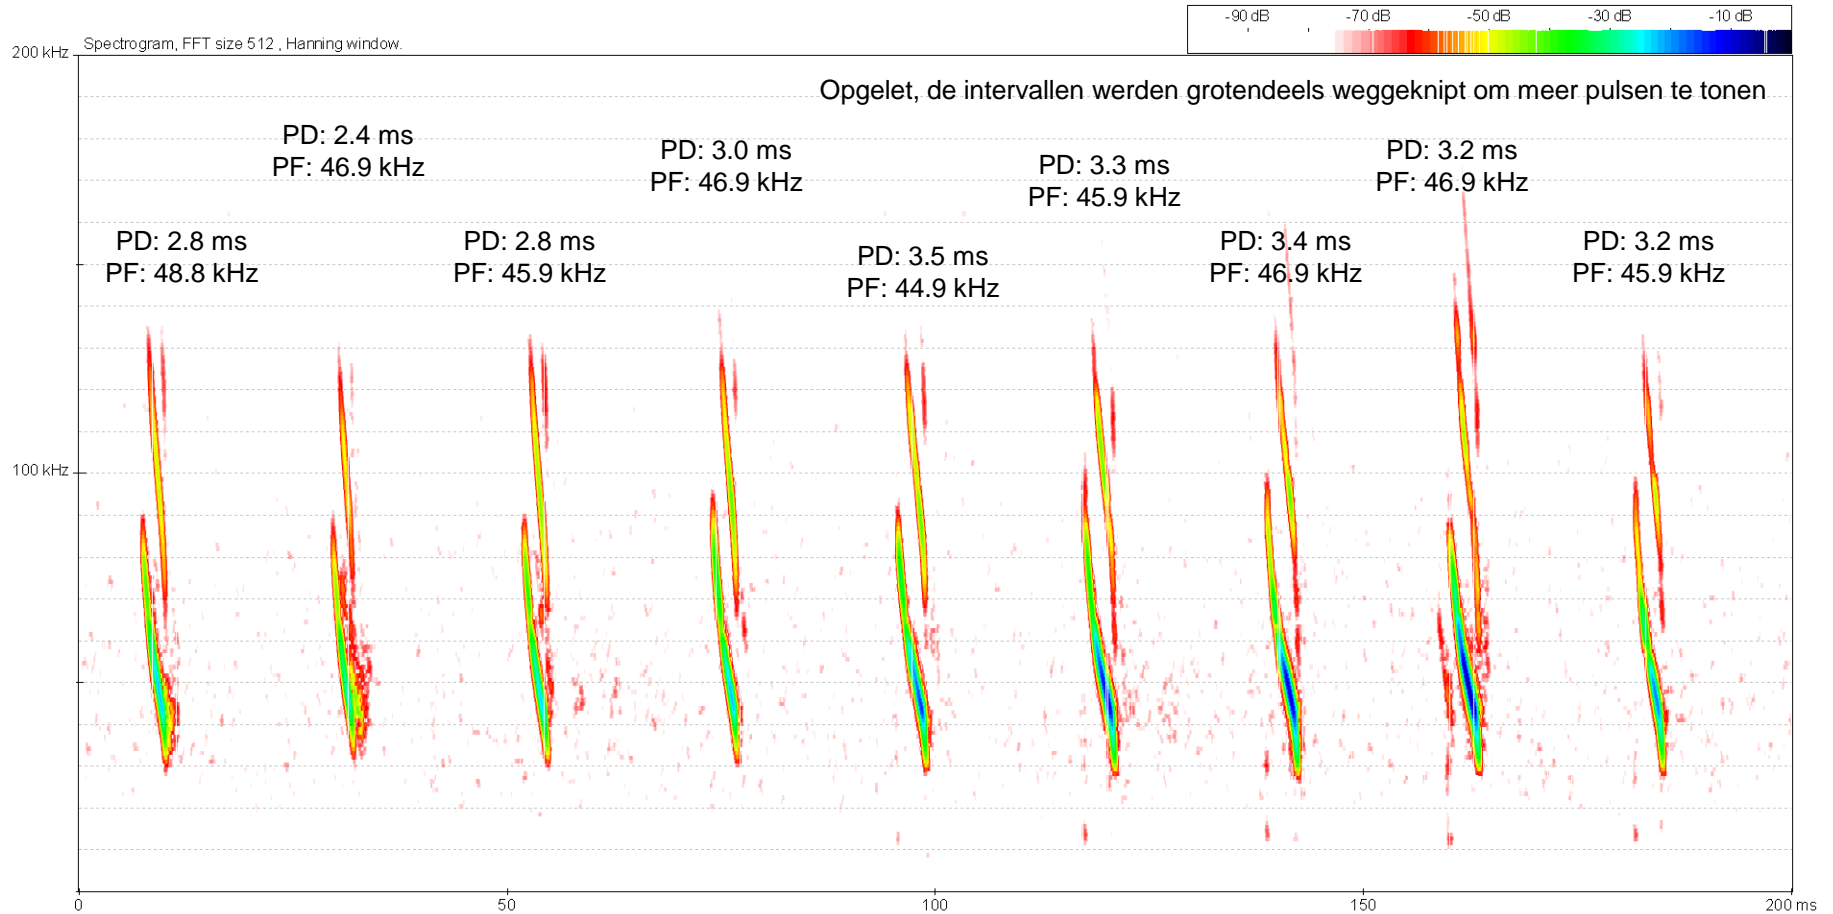 -90 dB -70 dB -50 dB -30 dB -10 dB
Spectrogram, FFT size 512 , Hanning window.
200 kHz
Opgelet, de intervallen werden grotendeels weggeknipt om meer pulsen te tonen
PD: 2.8 ms
PF: 48.8 kHz
PD: 2.4 ms
PF: 46.9 kHz
PD: 2.8 ms
PF: 45.9 kHz
PD: 3.0 ms
PF: 46.9 kHz
PD: 3.5 ms
PF: 44.9 kHz
PD: 3.3 ms
PF: 45.9 kHz
PD: 3.4 ms
PF: 46.9 kHz
PD: 3.2 ms
PF: 46.9 kHz
PD: 3.2 ms
PF: 45.9 kHz
100 kHz
0 50 100 150 200 ms